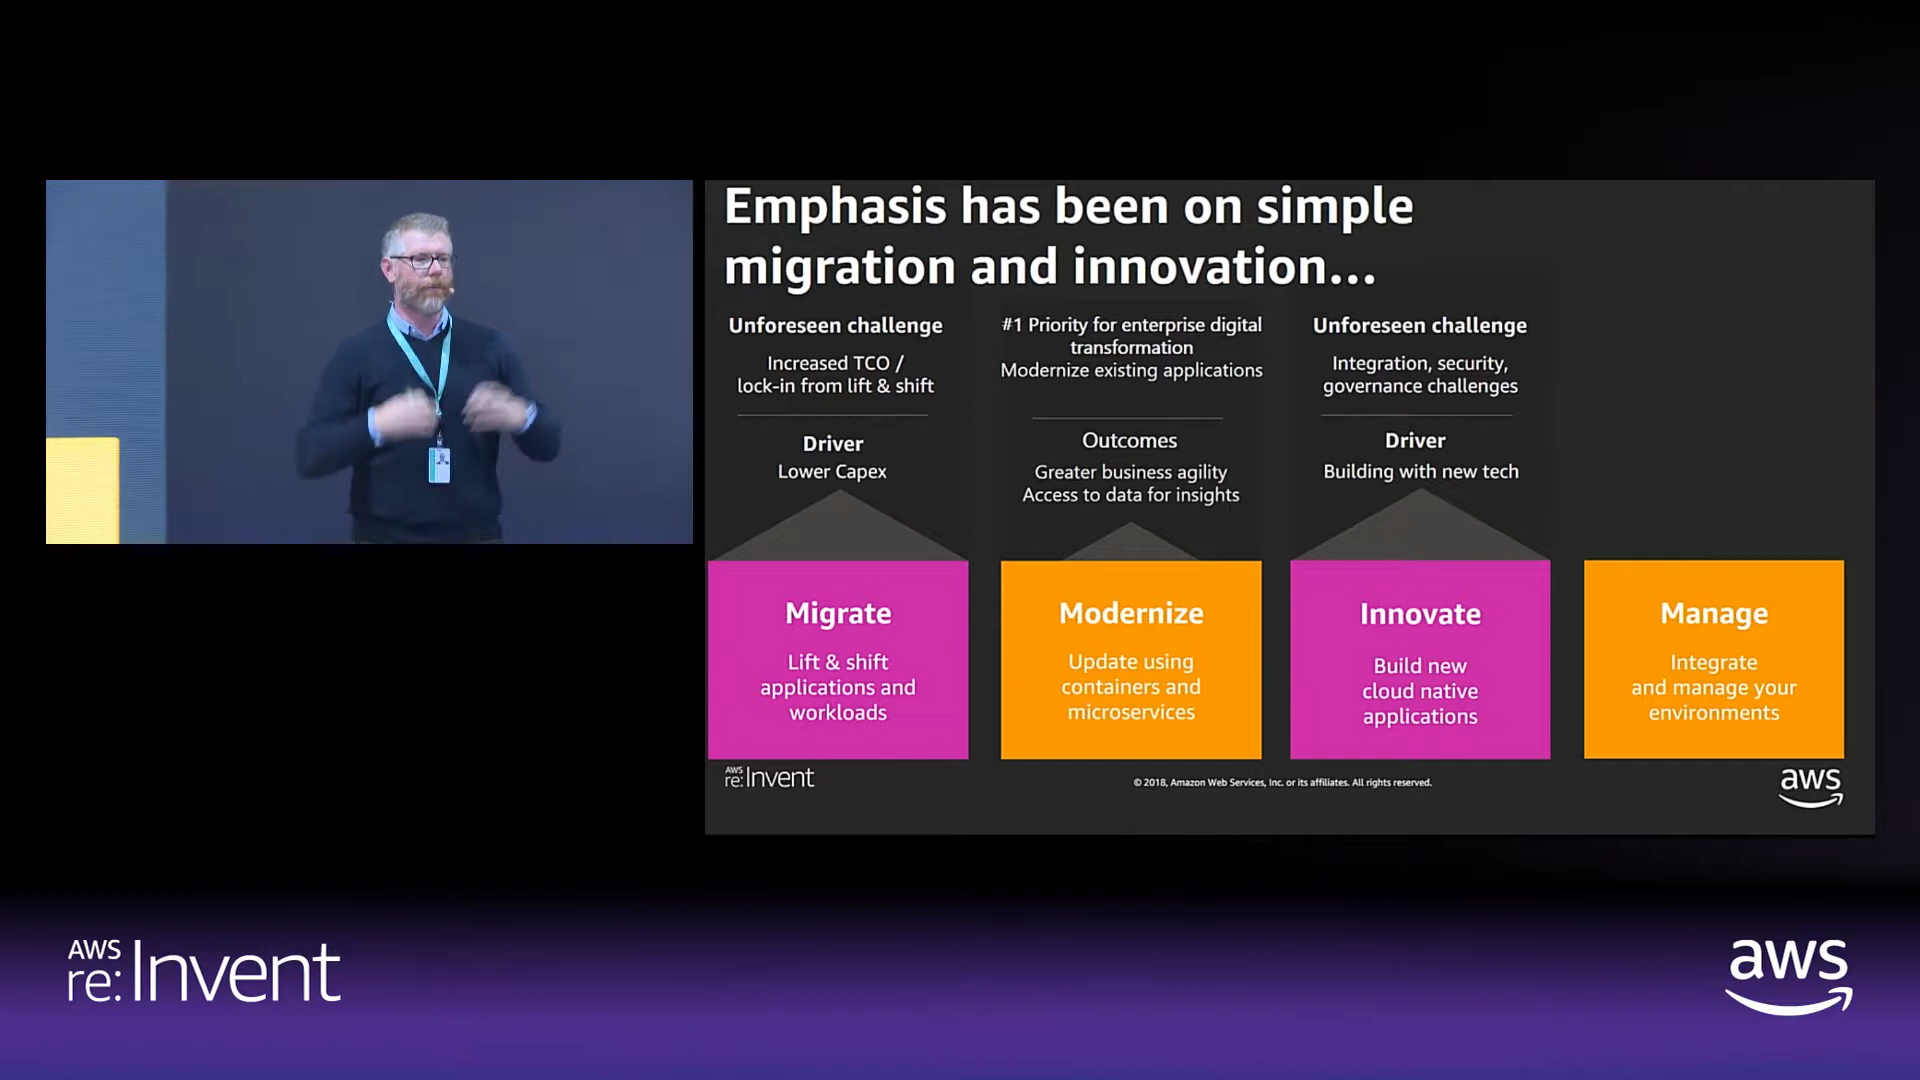 Emphasis has been on simple
migration and innovation...
Unforeseen challenge
Increased TCO /
lock-in from lift & shift
Driver
Lower Capex
#1 Priority for enterprise digital
transformation
Modernize existing applications
Outcomes
Greater business agility
Access to data for insights
Unforeseen challenge
Integration, security,
governance challenges
Driver
Building with new tech
Migrate
Lift & shift
applications and
workloads
Modernize
Update using
containers and
microservices
Innovate
Build new
cloud native
applications
Manage
Integrate
and manage your
environments
AWS
re:Invent
© 2018, Amazon Web Services, Inc. or its affiliates. All rights reserved.
aws
AWS
re:Invent
aws